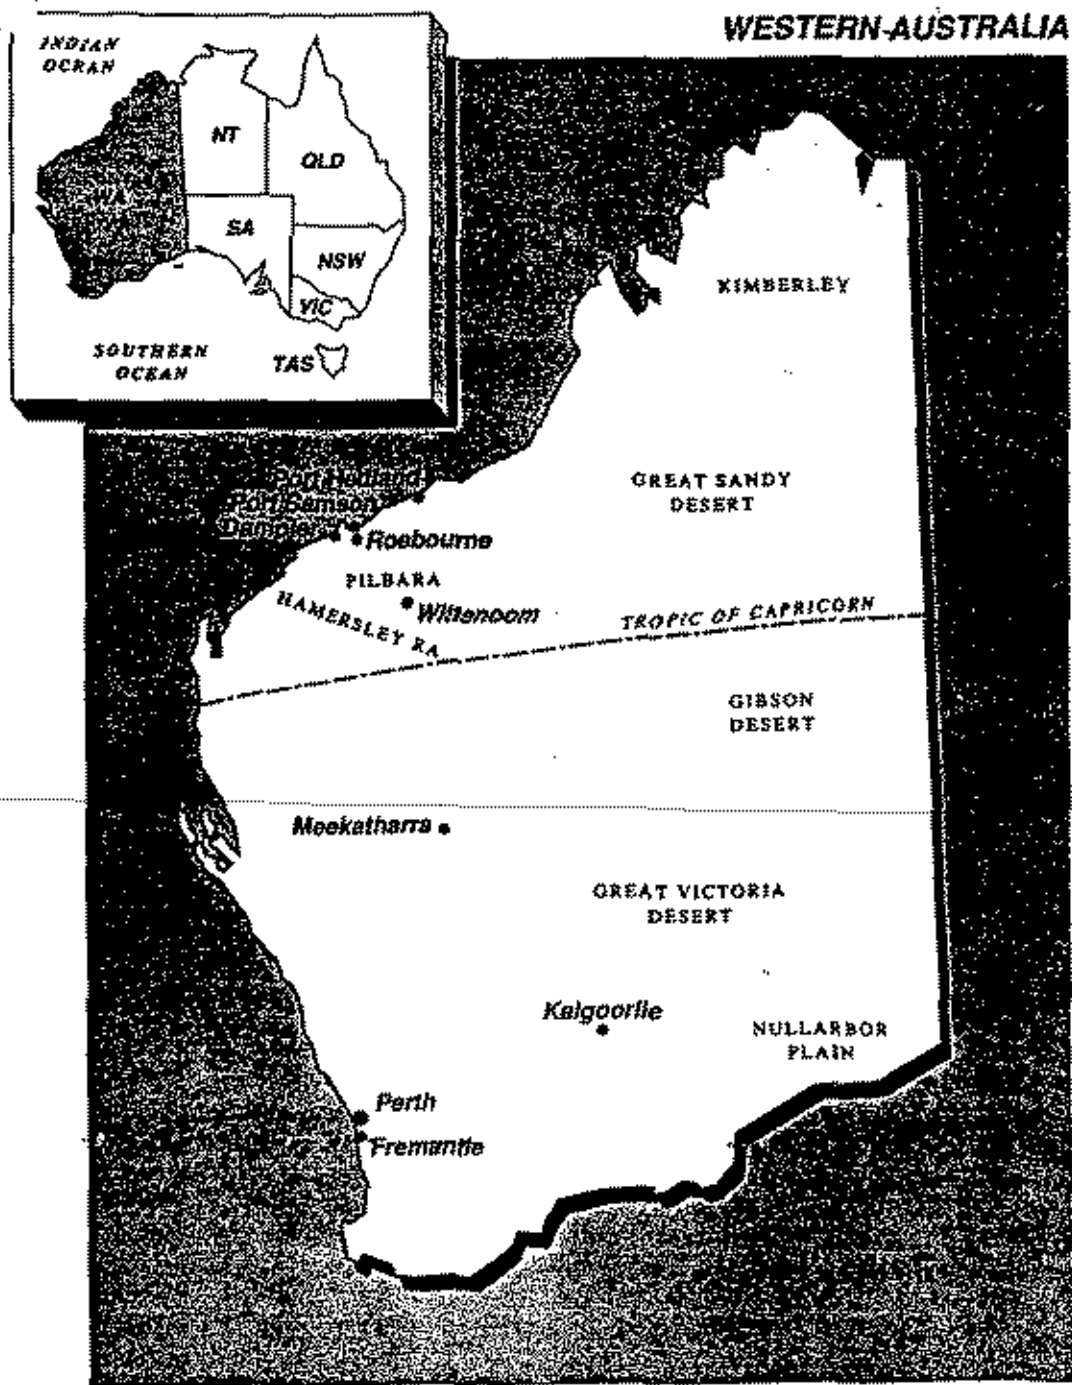 WESTERN-AUSTRALIA
INDIAN
OCEAN
NT
QLD
WA
SA
NSW
VIC
SOUTHERN
OCEAN
TAS
KIMBERLEY
GREAT SANDY
DESERT
Port Hedland
Port Samson
Dampier
Roebourne
PILBARA
HAMERSLEY RA
Wittenoom
TROPIC OF CAPRICORN
GIBSON
DESERT
Meekatharra
GREAT VICTORIA
DESERT
Kalgoorlie
NULLARBOR
PLAIN
Perth
Fremantle